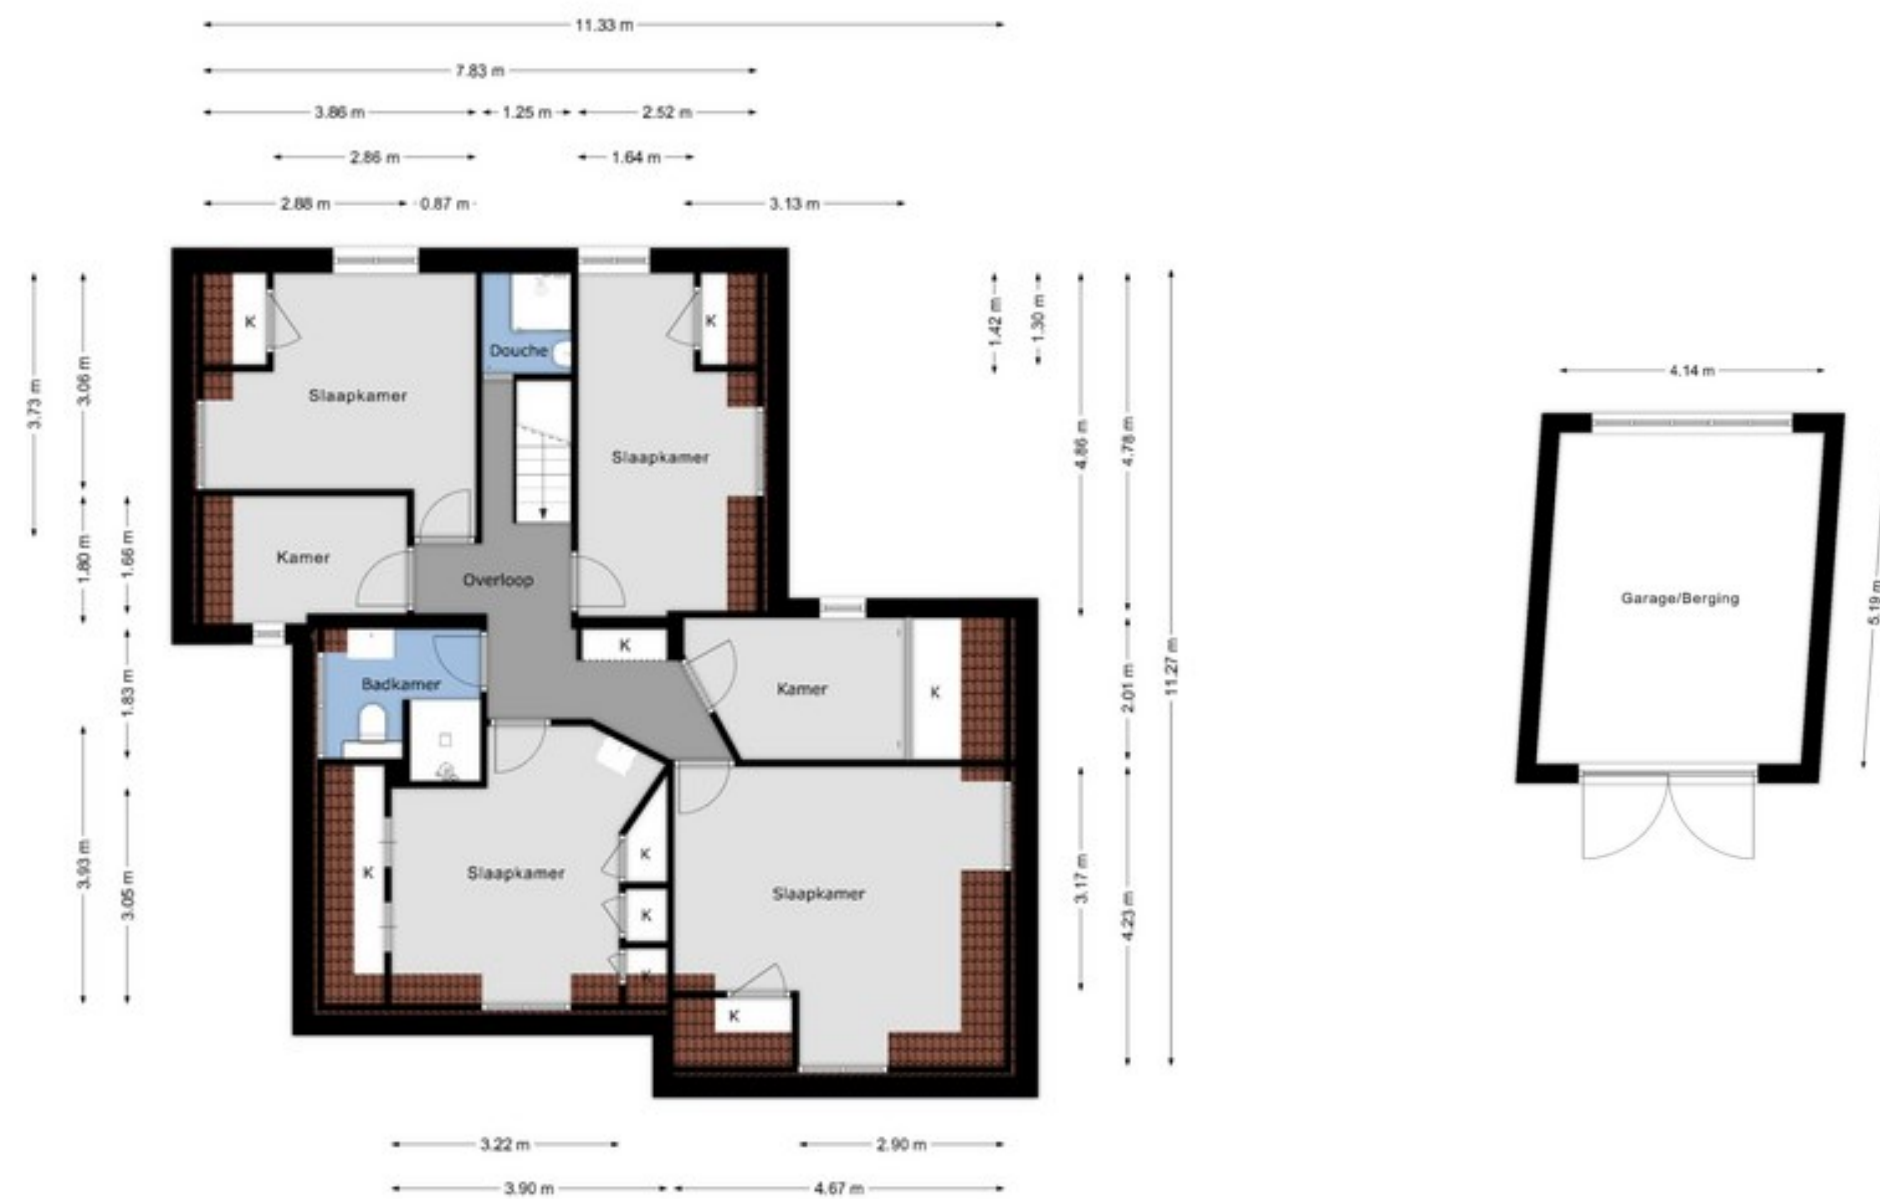 11.33 m
7.83 m
3.86 m
1.25 m
2.52 m
2.86 m
1.64 m
2.88 m
0.87 m
3.13 m
3.73 m
3.06 m
1.80 m
1.66 m
1.83 m
3.93 m
3.05 m
K
K
Douche
Slaapkamer
Slaapkamer
Kamer
Overloop
K
Badkamer
Kamer
K
K
Slaapkamer
K
K
K
Slaapkamer
K
1.42 m
1.30 m
4.86 m
4.78 m
2.01 m
11.27 m
3.17 m
4.23 m
3.22 m
2.90 m
3.90 m
4.67 m
4.14 m
Garage/Berging
5.19 m